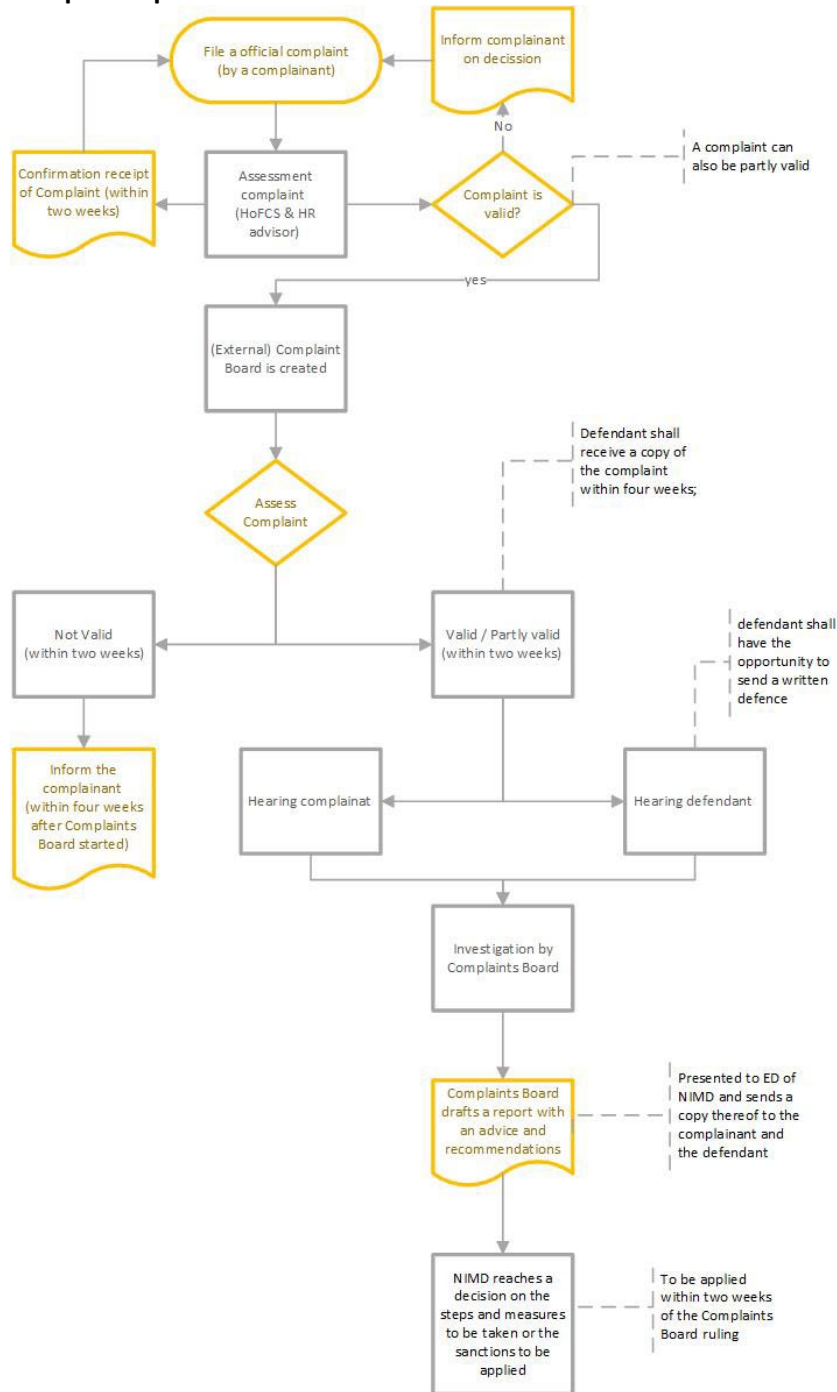 File a official complaint
(by a complainant)
Inform complainant
on decission
No
A complaint can
also be partly valid
Confirmation receipt
of Complaint (within
two weeks)
Assessment
complaint
(HoFCS & HR
advisor)
Complaint is
valid?
yes
(External) Complaint
Board is created
Defendant shall
receive a copy of
the complaint
within four weeks;
Assess
Complaint
Not Valid
(within two weeks)
Valid / Partly valid
(within two weeks)
defendant shall
have the
opportunity to
send a written
defence
Inform the
complainant
(within four weeks
after Complaints
Board started)
Hearing complainat
Hearing defendant
Investigation by
Complaints Board
Complaints Board
drafts a report with
an advice and
recommendations
Presented to ED of
NIMD and sends a
copy thereof to the
complainant and
the defendant
NIMD reaches a
decision on the
steps and measures
to be taken or the
sanctions to be
applied
To be applied
within two weeks
of the Complaints
Board ruling